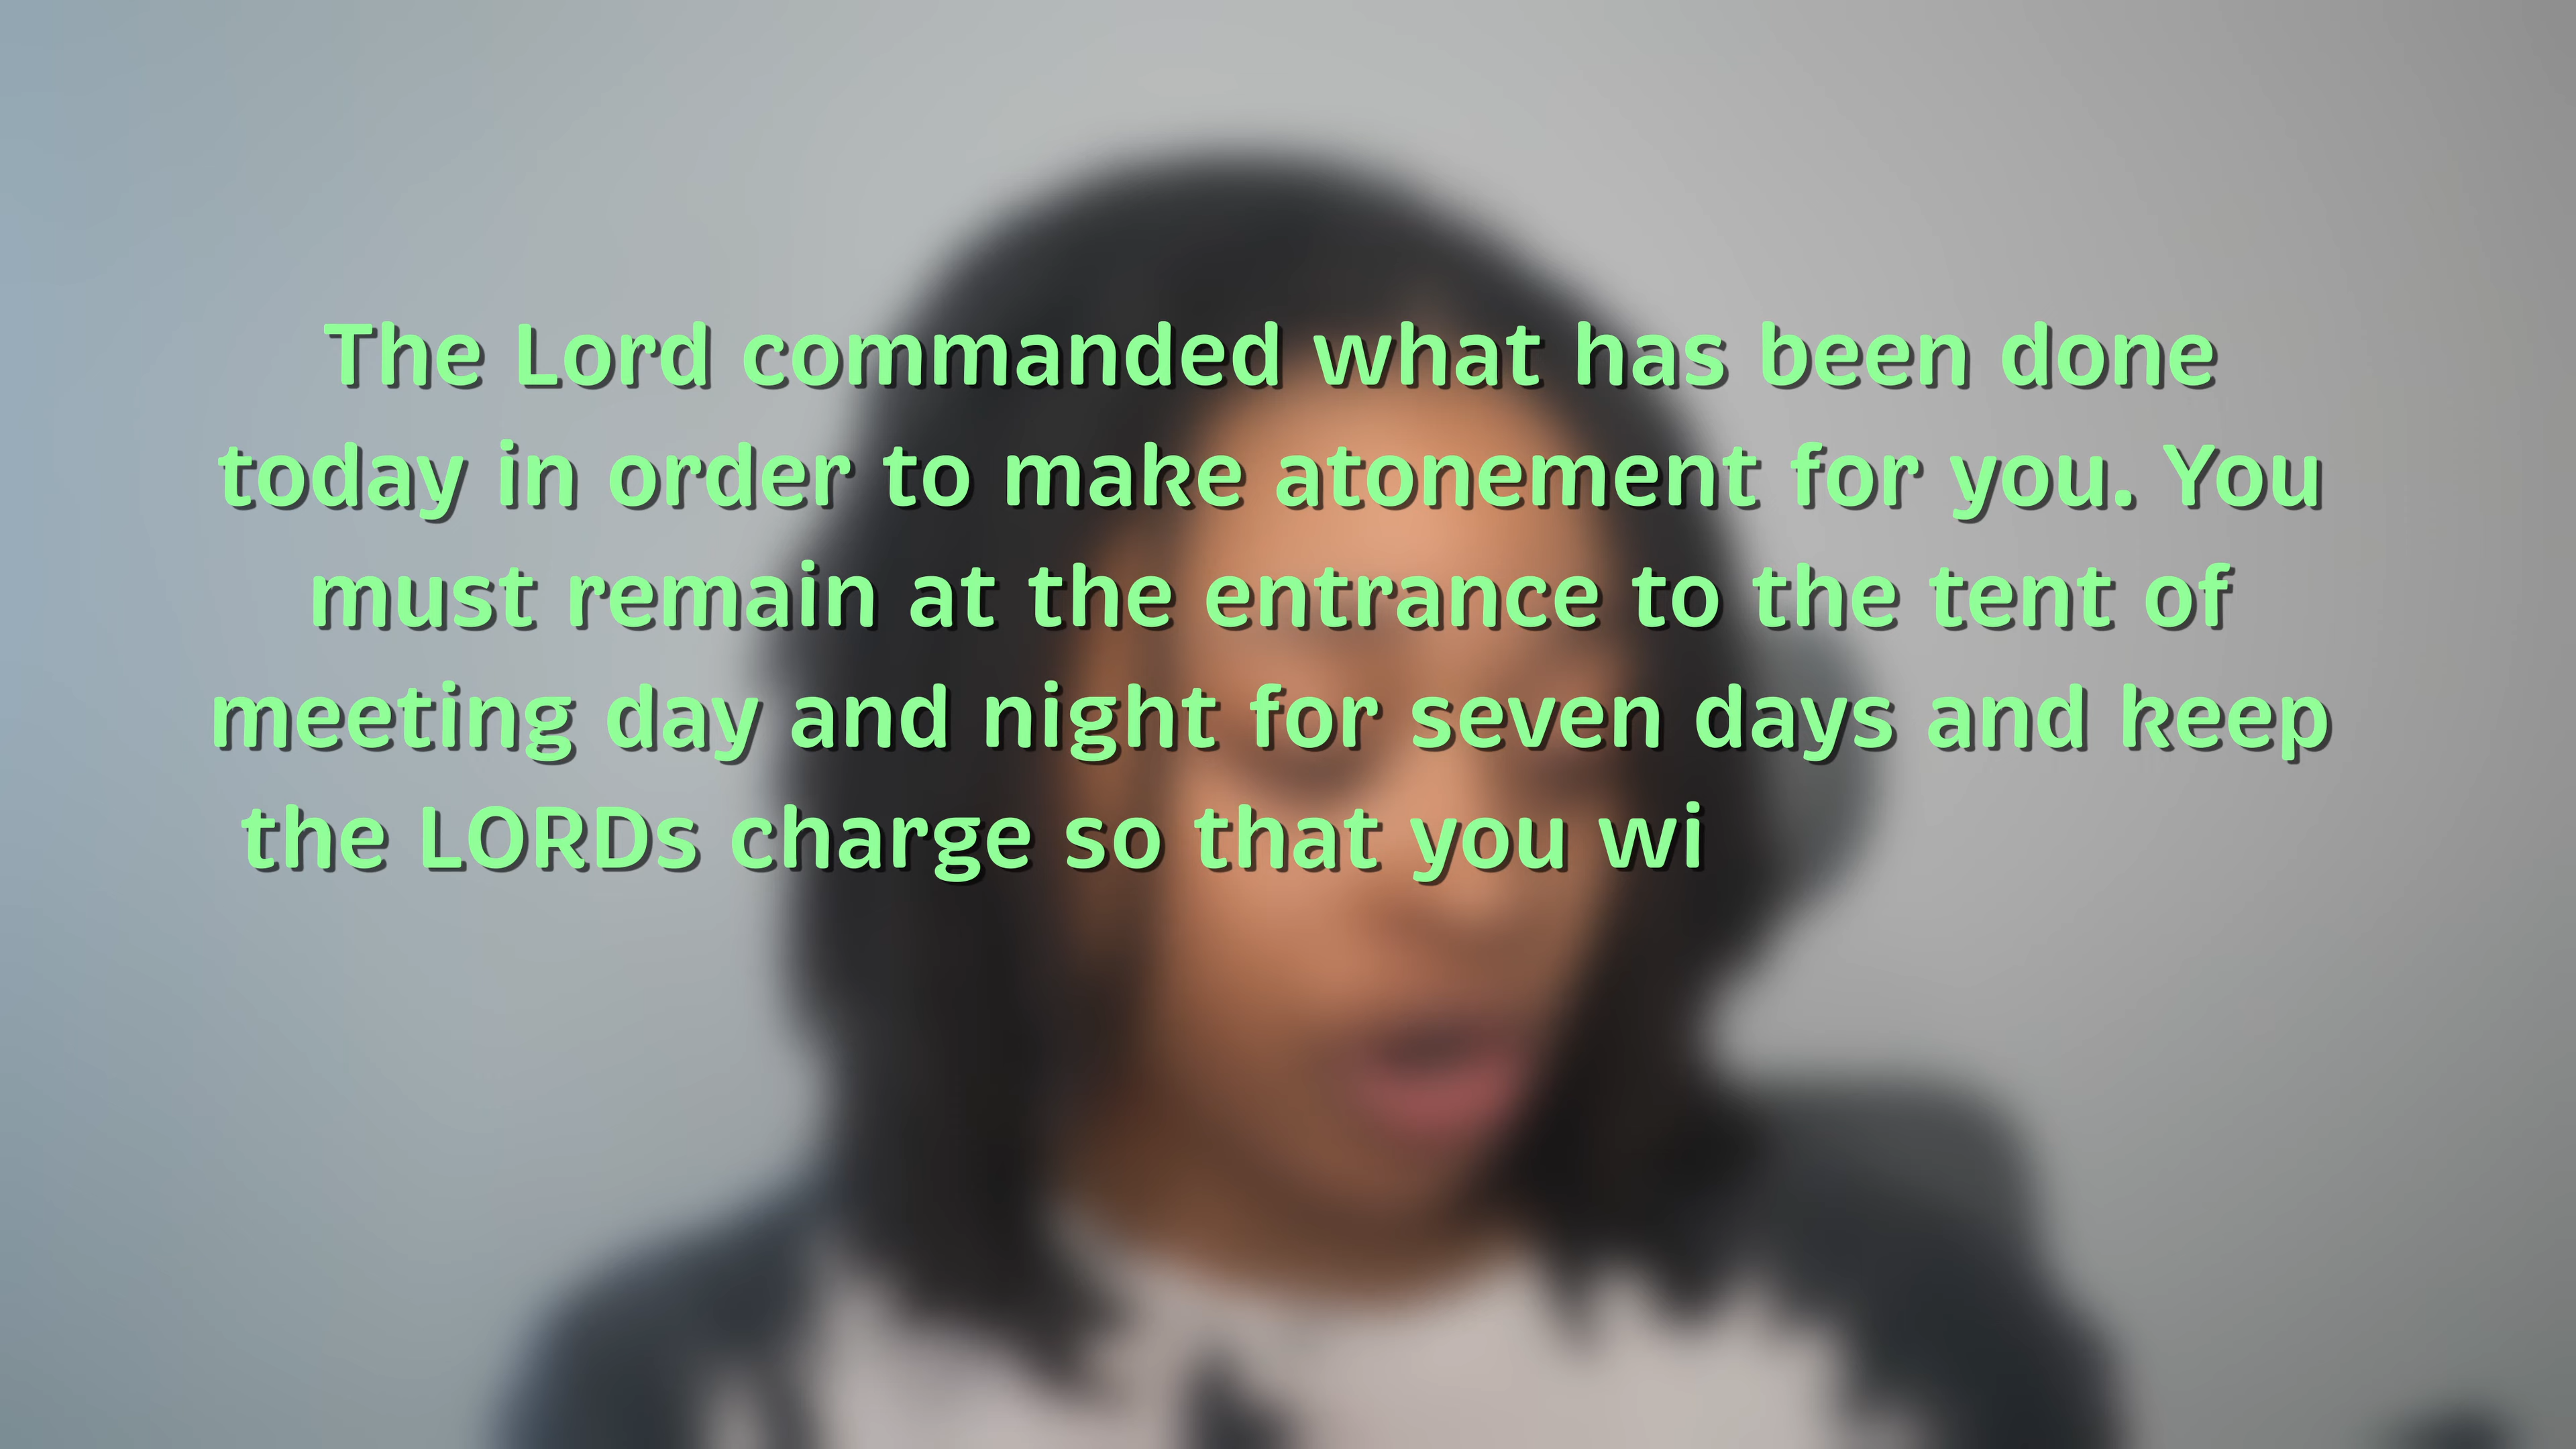 The Lord commanded what has been done
today in order to make atonement for you. You
must remain at the entrance to the tent of
meeting day and night for seven days and keep
the LORDs charge so that you wi